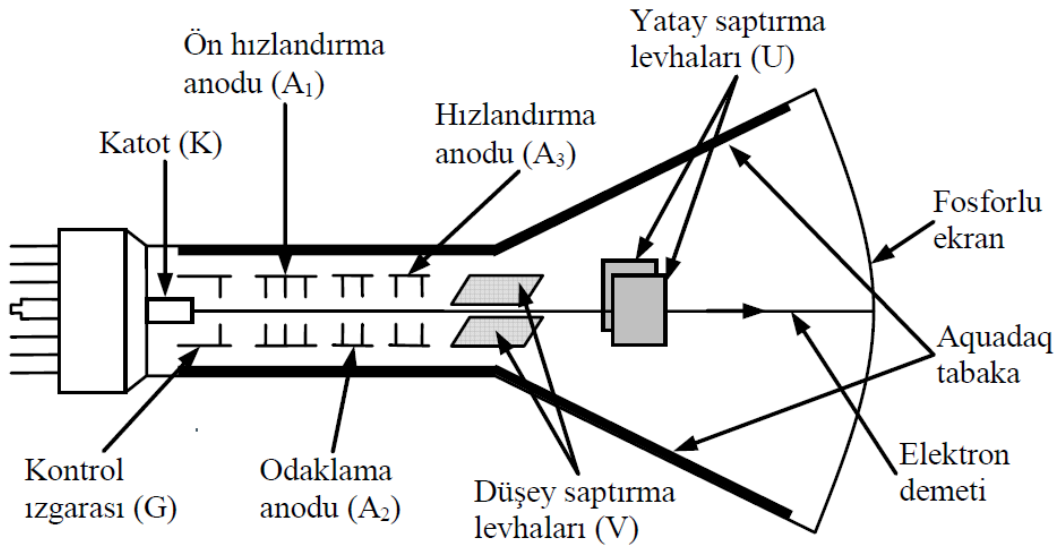 Ön hızlandırma
anodu (A₁)
Yatay saptırma
levhaları (U)
Katot (K)
Hızlandırma
anodu (A₃)
Fosforlu
ekran
Aquadaq
tabaka
Kontrol
ızgarası (G)
Odaklama
anodu (A₂)
Düşey saptırma
levhaları (V)
Elektron
demeti